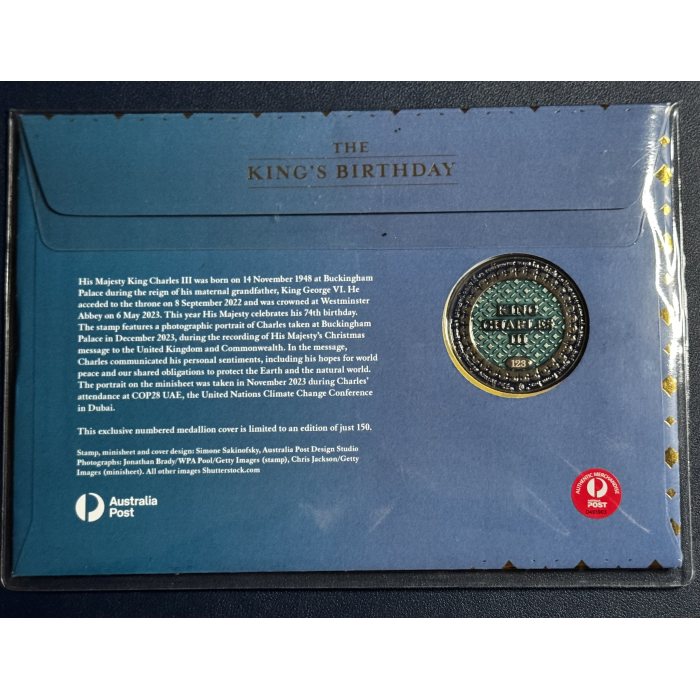 THE
KING'S BIRTHDAY
His Majesty King Charles III was born on 14 November 1948 at Buckingham
Palace during the reign of his maternal grandfather, King George VI. He
acceded to the throne on 8 September 2022 and was crowned at Westminster
Abbey on 6 May 2023. This year His Majesty celebrates his 74th birthday.
The stamp features a photographic portrait of Charles taken at Buckingham
Palace in December 2023, during the recording of His Majesty's Christmas
message to the United Kingdom and Commonwealth. In the message,
Charles communicated his personal sentiments, including his hopes for world
peace and our shared obligations to protect the Earth and the natural world.
The portrait on the minisheet was taken in November 2023 during Charles'
attendance at COP28 UAE, the United Nations Climate Change Conference
in Dubai.
This exclusive numbered medallion cover is limited to an edition of just 150.
Stamp, minisheet and cover design: Simone Sakinofsky, Australia Post Design Studio
Photographs: Jonathan Brady/WPA Pool/Getty Images (stamp), Chris Jackson/Getty
Images (minisheet). All other images Shutterstock.com
Australia
Post
KING
CHARLES
III
123
AUTHENTIC MERCHANDISE
POST